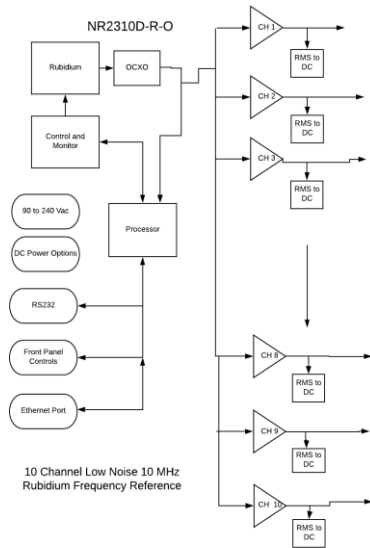 NR2310D-R-O
Rubidium
OCXO
Control and
Monitor
Processor
90 to 240 Vac
DC Power Options
RS232
Front Panel
Controls
Ethernet Port
10 Channel Low Noise 10 MHz
Rubidium Frequency Reference
CH 1
RMS to
DC
CH 2
RMS to
DC
CH 3
RMS to
DC
CH 8
RMS to
DC
CH 9
RMS to
DC
CH 10
RMS to
DC